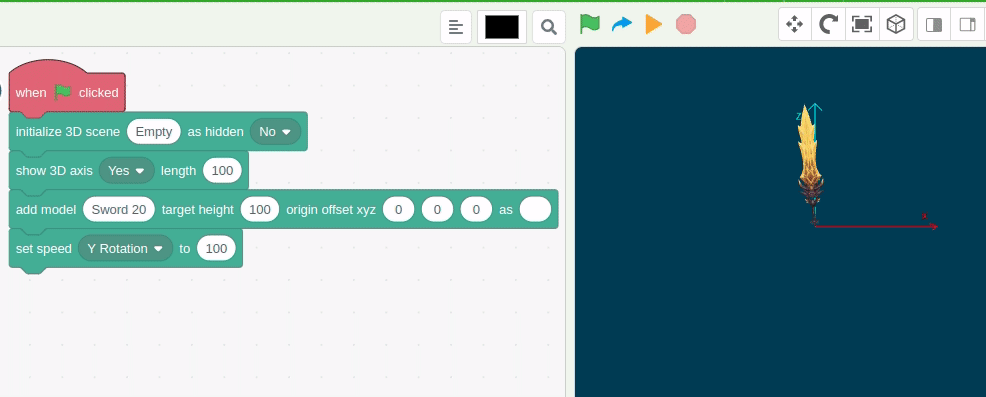 when clicked
initialize 3D scene Empty as hidden No
show 3D axis Yes length 100
add model Sword 20 target height 100 origin offset xyz 0 0 0 as
set speed Y Rotation to 100
z
x